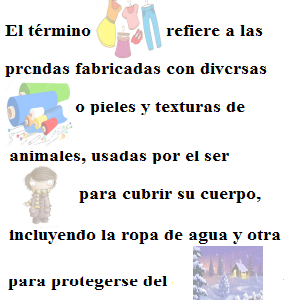 El término refiere a las
prendas fabricadas con diversas
o pieles y texturas de
animales, usadas por el ser
para cubrir su cuerpo,
incluyendo la ropa de agua y otra
para protegerse del